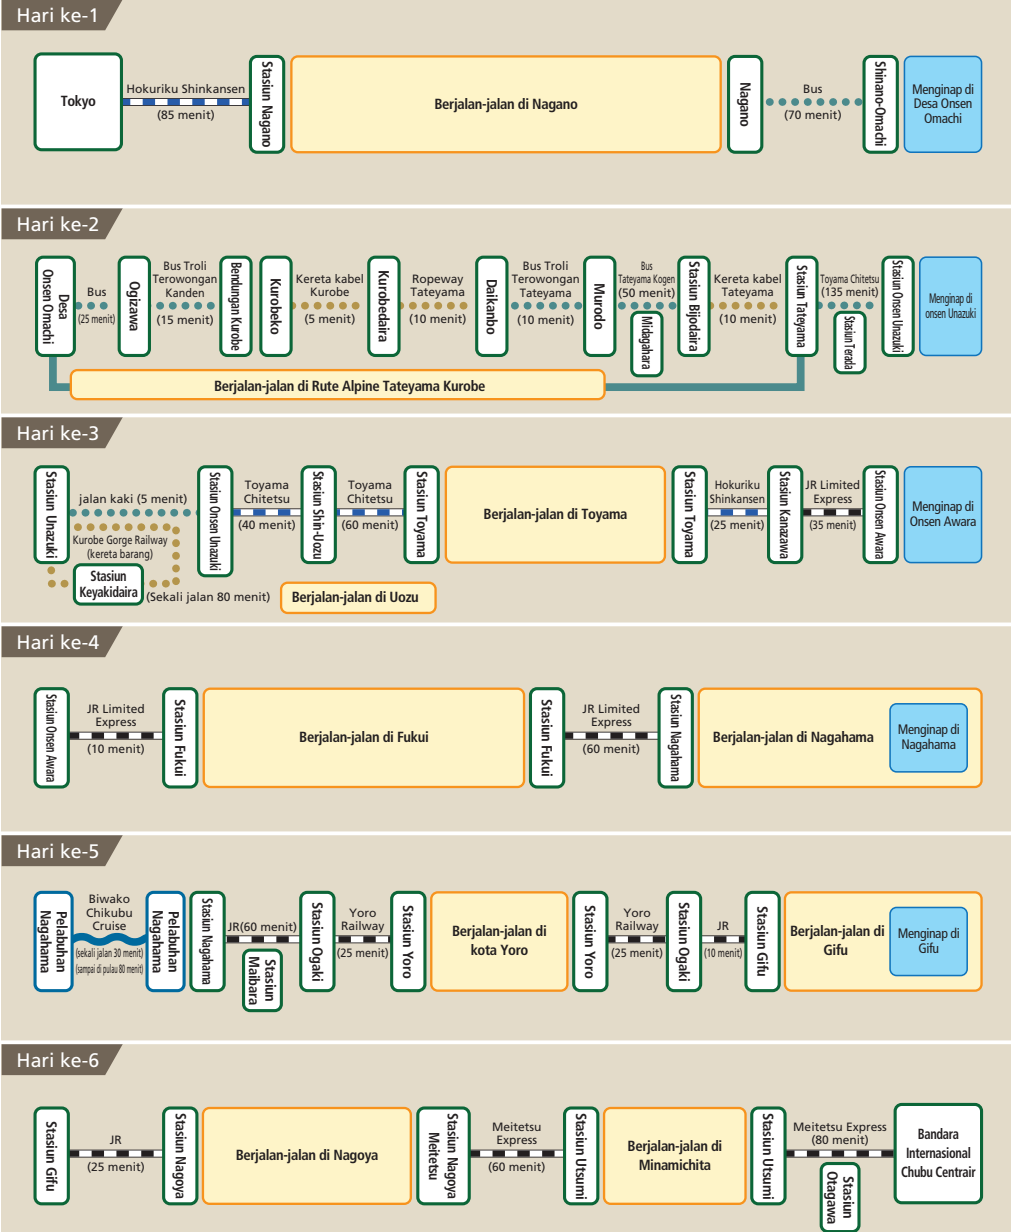 Hari ke-1
Tokyo
Hokuriku Shinkansen
(85 menit)
Stasiun Nagano
Berjalan-jalan di Nagano
Nagano
Bus
(70 menit)
Shinano-Omachi
Menginap di
Desa Onsen
Omachi
Hari ke-2
Desa
Onsen Omachi
Bus
(25 menit)
Ogizawa
Bus Troli
Terowongan
Kanden
(15 menit)
Bendungan Kurobe
Kurobeko
Kereta kabel
Kurobe
(5 menit)
Kurobedaira
Ropeway
Tateyama
(10 menit)
Daikanbo
Bus Troli
Terowongan
Tateyama
(10 menit)
Murodo
Bus
Tateyama Kogen
(50 menit)
Midagahara
Stasiun Bijodaira
Kereta kabel
Tateyama
(10 menit)
Stasiun Tateyama
Toyama Chitetsu
(135 menit)
Stasiun Terada
Stasiun Onsen Unazuki
Menginap di
onsen Unazuki
Berjalan-jalan di Rute Alpine Tateyama Kurobe
Hari ke-3
Stasiun Unazuki
jalan kaki (5 menit)
Kurobe Gorge Railway
(kereta barang)
Stasiun
Keyakidaira
(Sekali jalan 80 menit)
Stasiun Onsen Unazuki
Toyama
Chitetsu
(40 menit)
Stasiun Shin-Uozu
Toyama
Chitetsu
(60 menit)
Stasiun Toyama
Berjalan-jalan di Uozu
Berjalan-jalan di Toyama
Stasiun Toyama
Hokuriku
Shinkansen
(25 menit)
Stasiun Kanazawa
JR Limited
Express
(35 menit)
Stasiun Onsen Awara
Menginap di
Onsen Awara
Hari ke-4
Stasiun Onsen Awara
JR Limited
Express
(10 menit)
Stasiun Fukui
Berjalan-jalan di Fukui
Stasiun Fukui
JR Limited
Express
(60 menit)
Stasiun Nagahama
Berjalan-jalan di Nagahama
Menginap di
Nagahama
Hari ke-5
Pelabuhan
Nagahama
Biwako
Chikubu
Cruise
(sekali jalan 30 menit)
(sampai di pulau 80 menit)
Pelabuhan
Nagahama
Stasiun Nagahama
JR(60 menit)
Stasiun
Maibara
Stasiun Ogaki
Yoro
Railway
(25 menit)
Stasiun Yoro
Berjalan-jalan di
kota Yoro
Stasiun Yoro
Yoro
Railway
(25 menit)
Stasiun Ogaki
JR
(10 menit)
Stasiun Gifu
Berjalan-jalan di
Gifu
Menginap di
Gifu
Hari ke-6
Stasiun Gifu
JR
(25 menit)
Stasiun Nagoya
Berjalan-jalan di Nagoya
Stasiun Nagoya
Meitetsu
Meitetsu
Express
(60 menit)
Stasiun Utsumi
Berjalan-jalan di
Minamichita
Stasiun Utsumi
Meitetsu Express
(80 menit)
Stasiun
Otagawa
Bandara
Internasional
Chubu Centrair